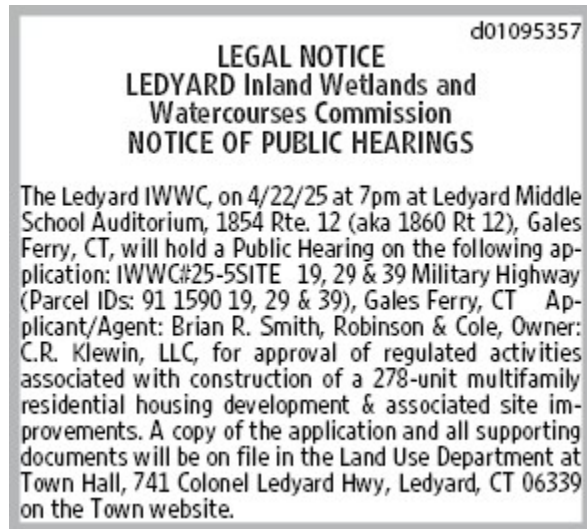 d01095357
LEGAL NOTICE
LEDYARD Inland Wetlands and
Watercourses Commission
NOTICE OF PUBLIC HEARINGS
The Ledyard IWWC, on 4/22/25 at 7pm at Ledyard Middle
School Auditorium, 1854 Rte. 12 (aka 1860 Rt 12), Gales
Ferry, CT, will hold a Public Hearing on the following ap-
plication: IWWC#25-5SITE 19, 29 & 39 Military Highway
(Parcel IDs: 91 1590 19, 29 & 39), Gales Ferry, CT Ap-
plicant/Agent: Brian R. Smith, Robinson & Cole, Owner:
C.R. Klewin, LLC, for approval of regulated activities
associated with construction of a 278-unit multifamily
residential housing development & associated site im-
provements. A copy of the application and all supporting
documents will be on file in the Land Use Department at
Town Hall, 741 Colonel Ledyard Hwy, Ledyard, CT 06339
on the Town website.